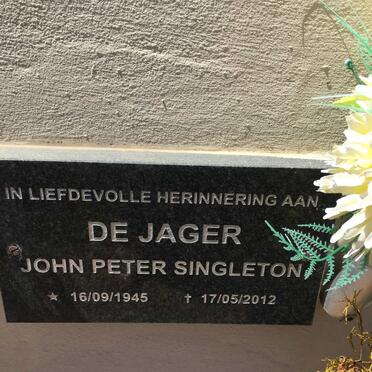 IN LIEFDEVOLLE HERINNERING AAN
DE JAGER
JOHN PETER SINGLETON
★ 16/09/1945 ✝ 17/05/2012